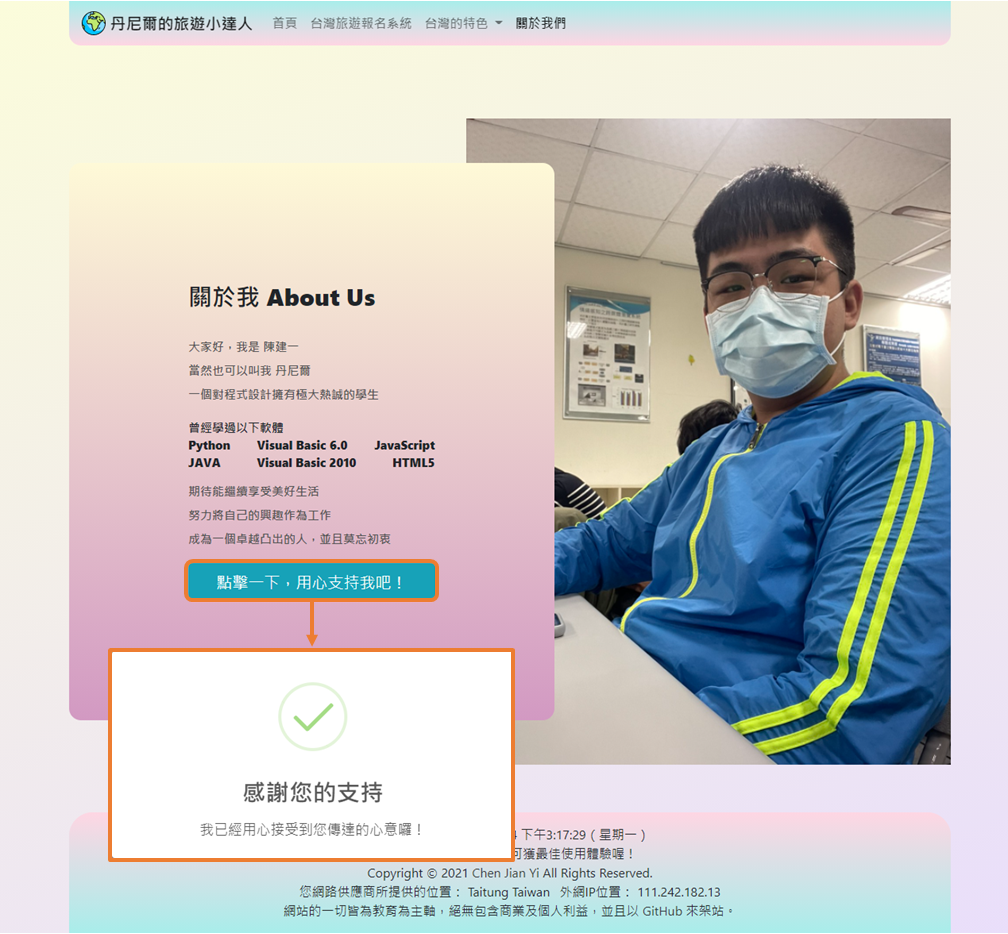 丹尼爾的旅遊小達人 首頁 台灣旅遊報名系統 台灣的特色 關於我們
關於我 About Us
大家好，我是 陳建一
當然也可以叫我 丹尼爾
一個對程式設計擁有極大熱誠的學生
曾經學過以下軟體
Python Visual Basic 6.0 JavaScript
JAVA Visual Basic 2010 HTML5
期待能繼續享受美好生活
努力將自己的興趣作為工作
成為一個卓越凸出的人，並且莫忘初衷
點擊一下，用心支持我吧！
感謝您的支持
我已經用心接受到您傳達的心意囉！
下午3:17:29 ( 星期一 )
可獲最佳使用體驗喔！
Copyright © 2021 Chen Jian Yi All Rights Reserved.
您網路供應商所提供的位置： Taitung Taiwan 外網IP位置： 111.242.182.13
網站的一切皆為教育為主軸，絕無包含商業及個人利益，並且以 GitHub 來架站。